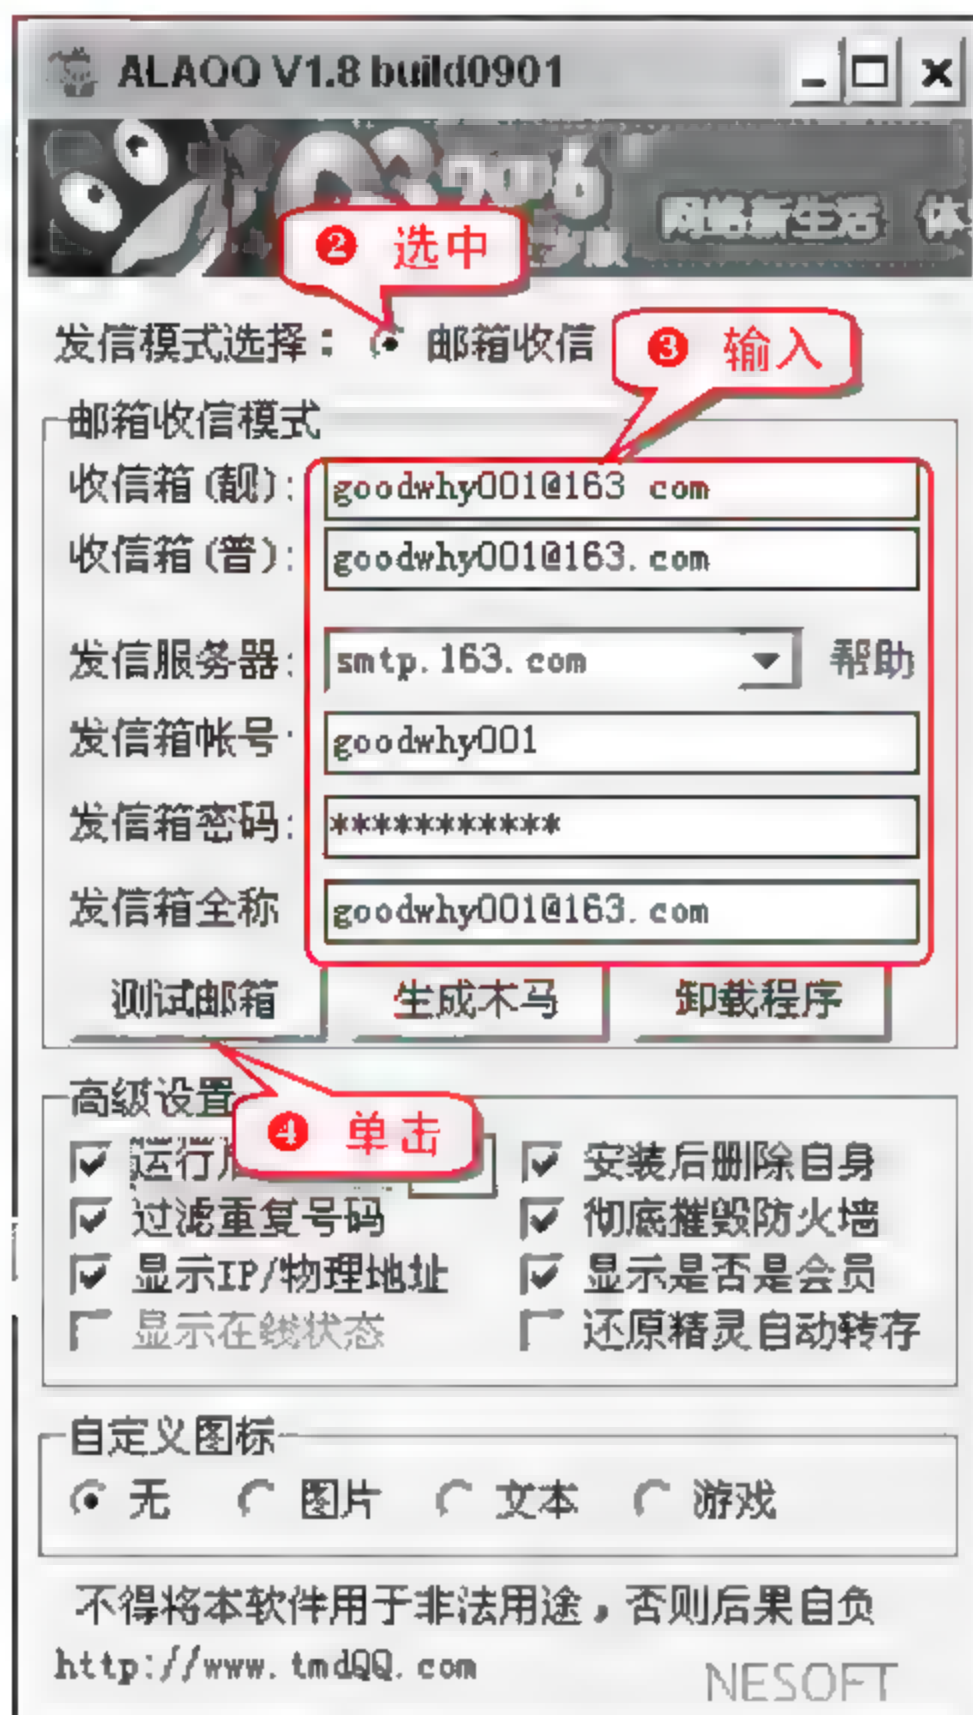 ALAQQ V1.8 build0901
2006
网络新生活 体
❷ 选中
发信模式选择： 邮箱收信
❸ 输入
邮箱收信模式
收信箱(靓): goodwhy001@163 com
收信箱(普): goodwhy001@163.com
发信服务器: smtp.163.com 帮助
发信箱帐号: goodwhy001
发信箱密码: ***********
发信箱全称 goodwhy001@163.com
测试邮箱 生成木马 卸载程序
高级设置
❹ 单击
运行 安装后删除自身
过滤重复号码 彻底摧毁防火墙
显示IP/物理地址 显示是否是会员
显示在线状态 还原精灵自动转存
自定义图标
无 图片 文本 游戏
不得将本软件用于非法用途，否则后果自负
http://www.tmdQQ.com
NESOFT